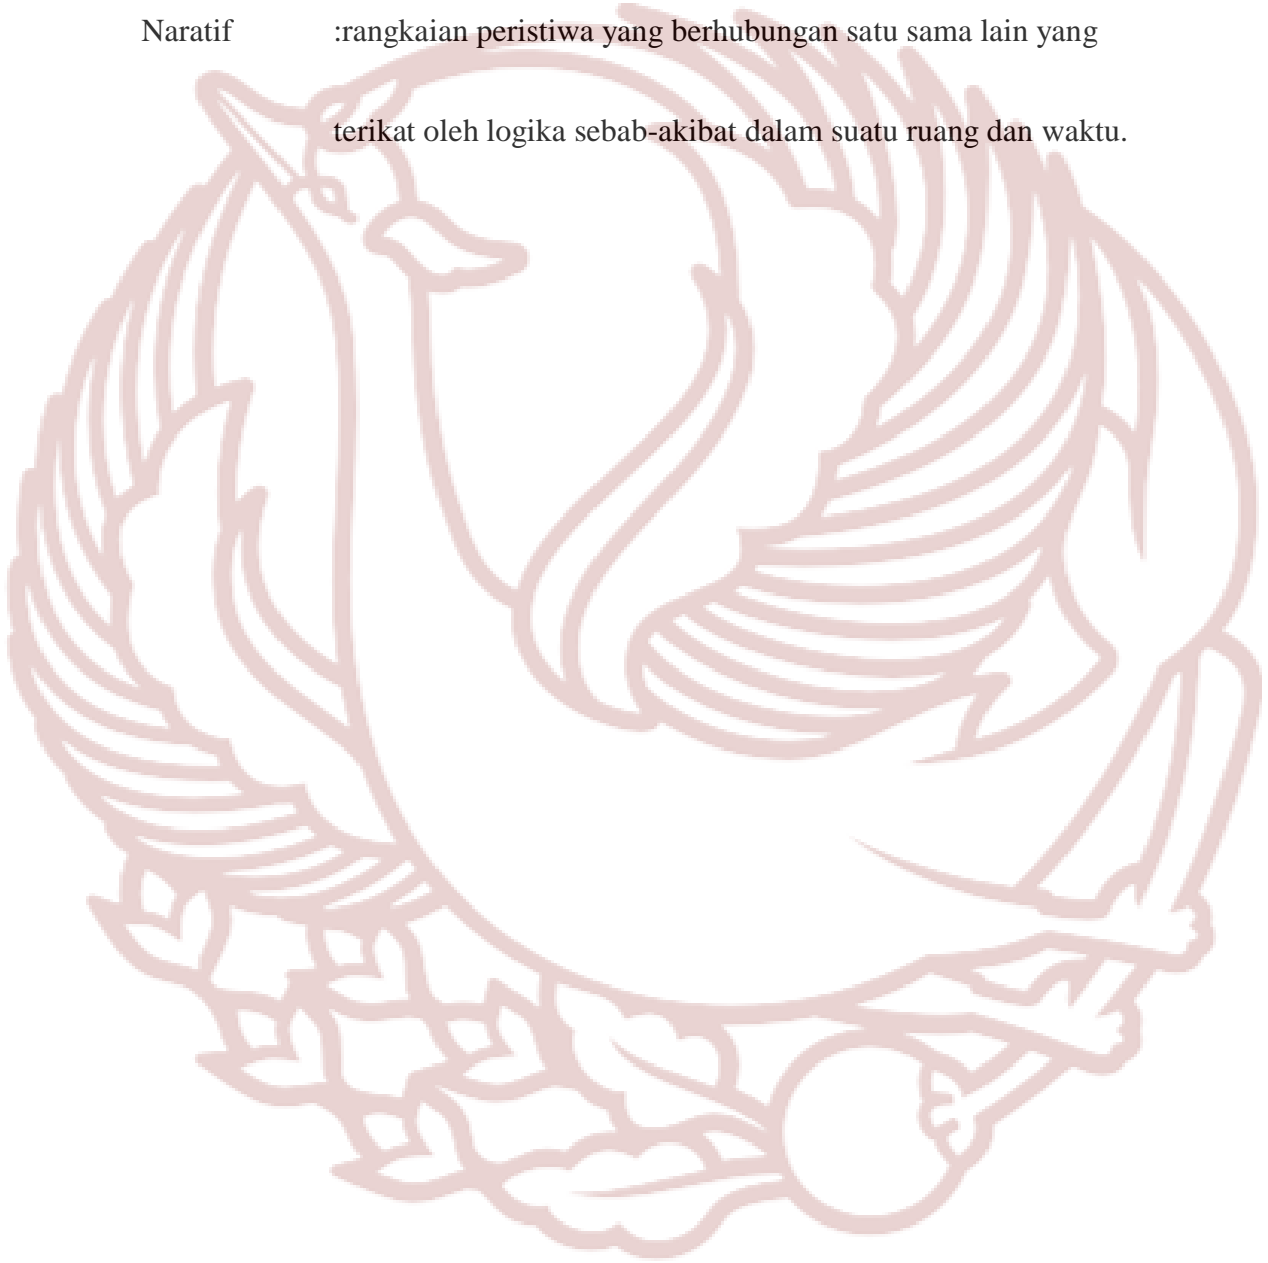 Naratif :rangkaian peristiwa yang berhubungan satu sama lain yang
terikat oleh logika sebab-akibat dalam suatu ruang dan waktu.